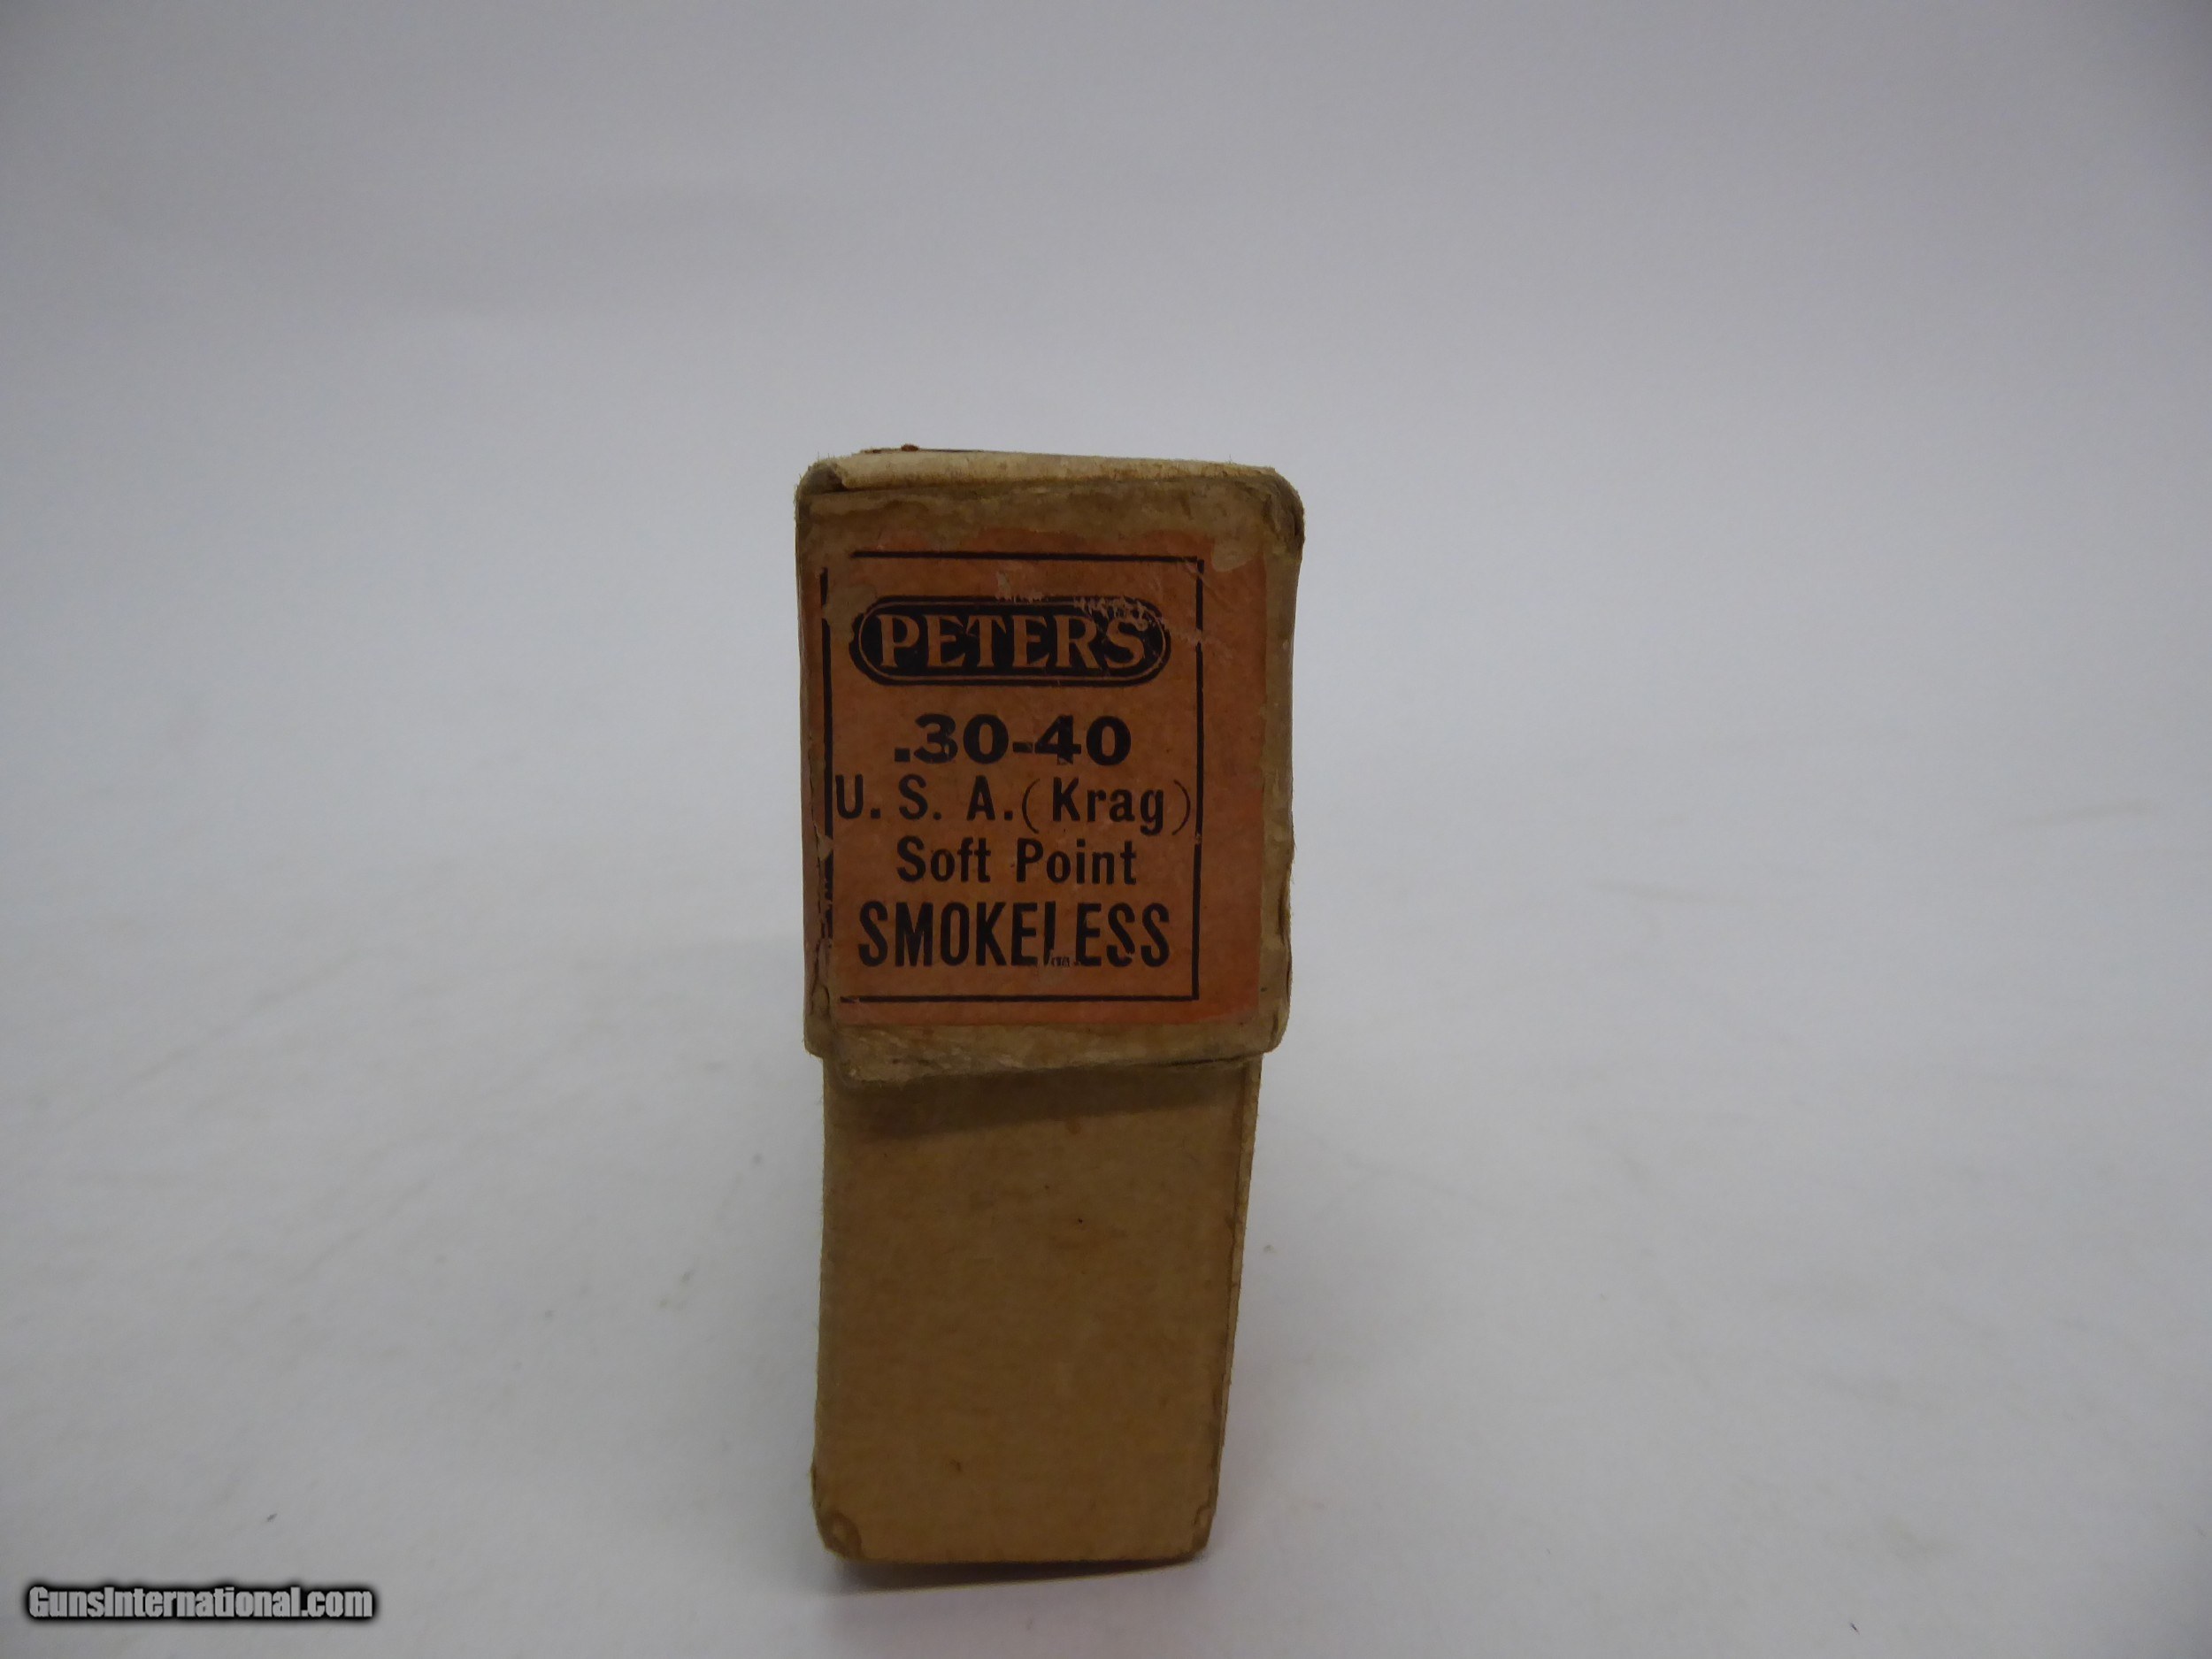 PETERS
.30-40
U. S. A. (Krag)
Soft Point
SMOKELESS
GunsInternational.com